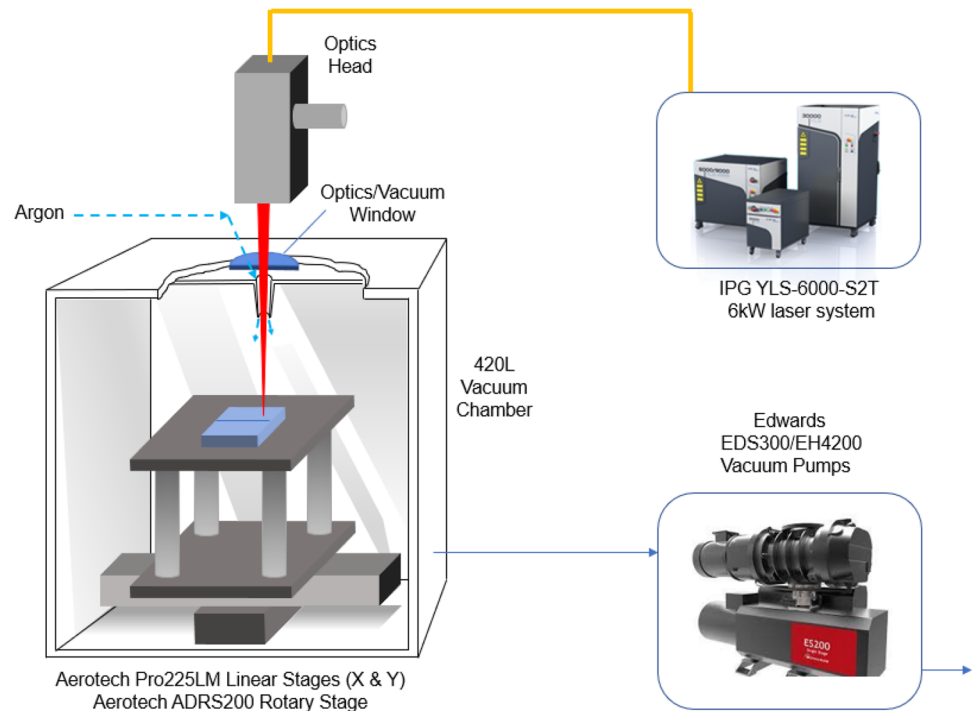 Optics
Head
Optics/Vacuum
Window
Argon
IPG YLS-6000-S2T
6kW laser system
420L
Vacuum
Chamber
Edwards
EDS300/EH4200
Vacuum Pumps
ES200
Aerotech Pro225LM Linear Stages (X & Y)
Aerotech ADRS200 Rotary Stage